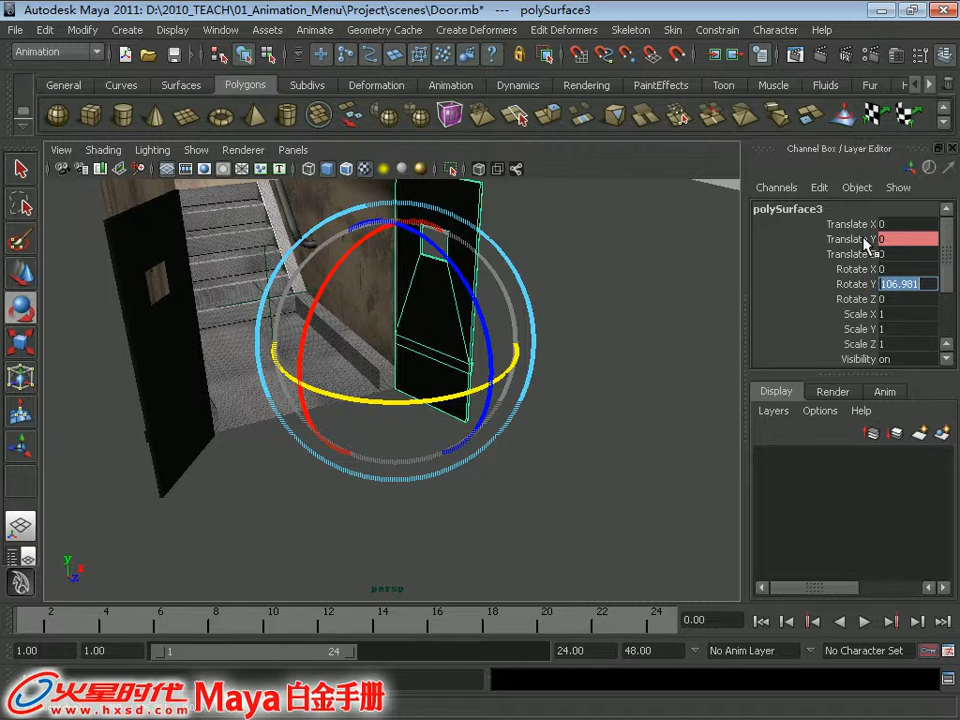 Autodesk Maya 2011: D:\2010_TEACH\01_Animation_Menu\Project\scenes\Door.mb* --- polySurface3
File Edit Modify Create Display Window Assets Animate Geometry Cache Create Deformers Edit Deformers Skeleton Skin Constrain Character Help
Animation
General Curves Surfaces Polygons Subdivs Deformation Animation Dynamics Rendering PaintEffects Toon Muscle Fluids Fur
View Shading Lighting Show Renderer Panels
Channel Box / Layer Editor
Channels Edit Object Show
polySurface3
Translate X 0
Translate Y 0
Translate
Rotate X 0
Rotate Y 106.981
Rotate Z 0
Scale X 1
Scale Y 1
Scale Z 1
Visibility on
Display Render Anim
Layers Options Help
y
x
z
persp
2 4 6 8 10 12 14 16 18 20 22 24 0.00
1.00 1.00 1 24 24.00 48.00 No Anim Layer No Character Set
火星时代 Maya 白金手册
www.hxsd.com